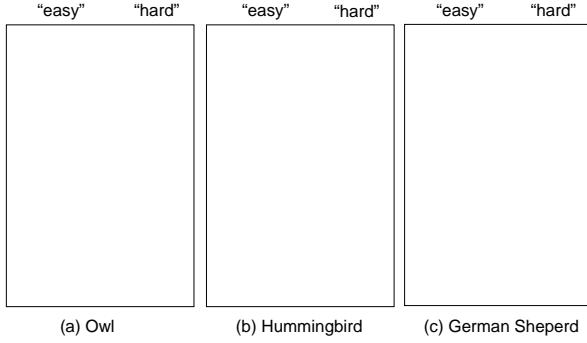 “easy” “hard” “easy” “hard” “easy” “hard”
(a) Owl (b) Hummingbird (c) German Sheperd